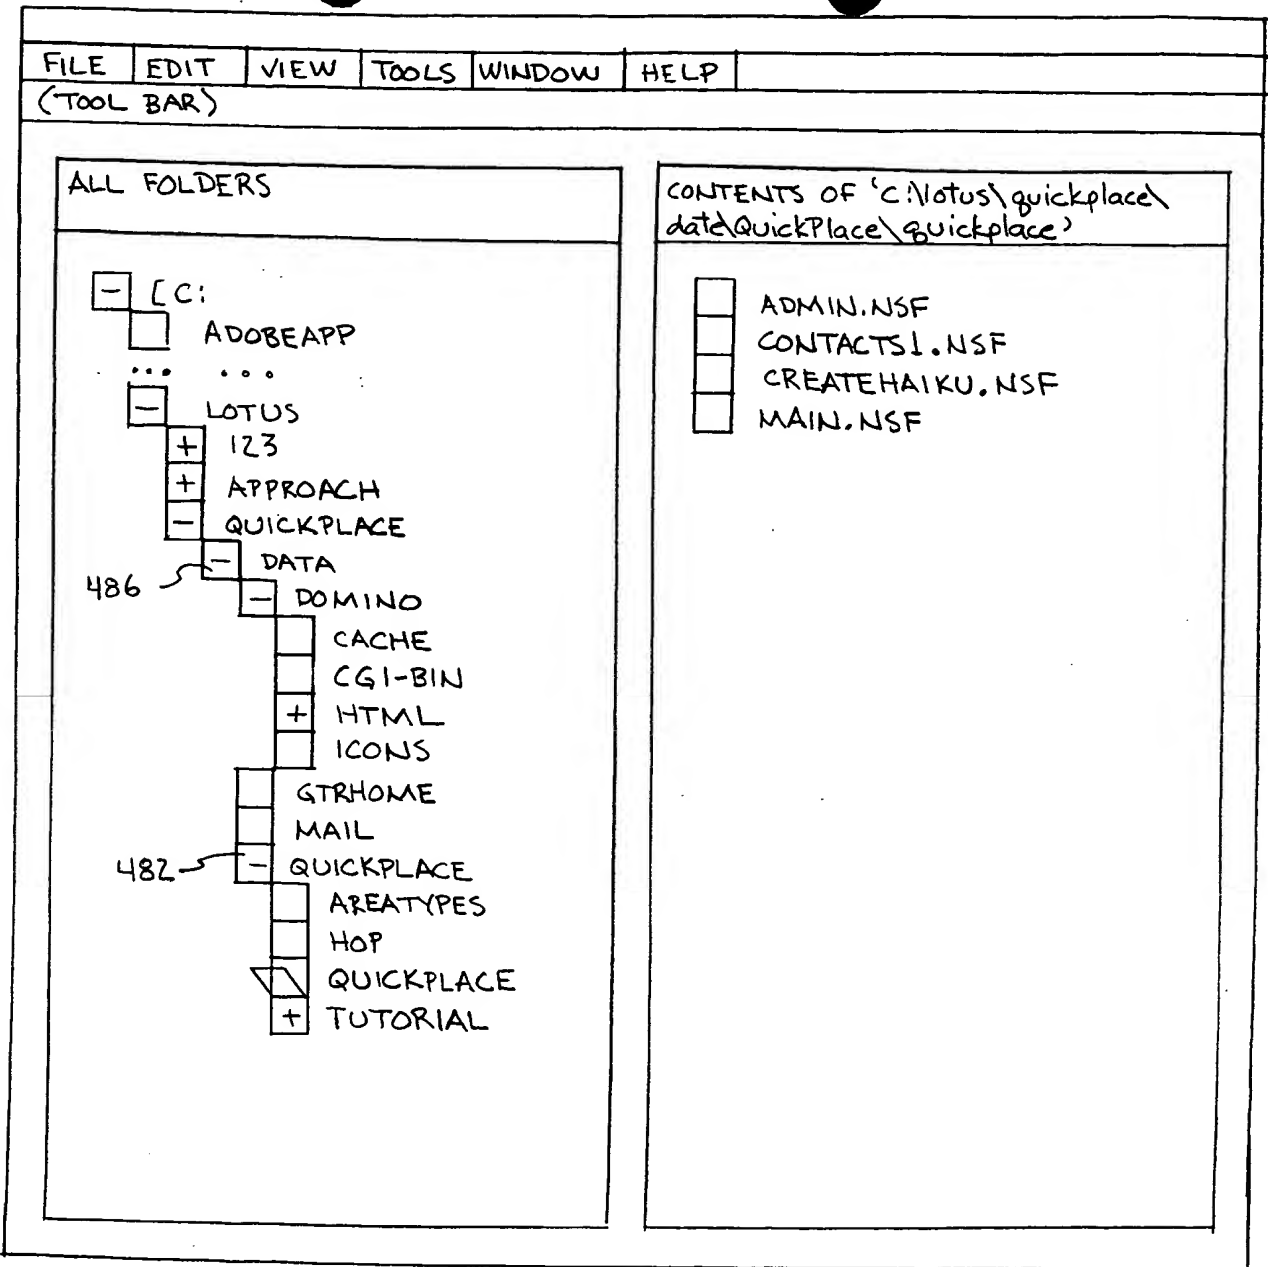 FILE EDIT VIEW TOOLS WINDOW HELP
(TOOL BAR)
ALL FOLDERS
[C:
ADOBEAPP
... ...
LOTUS
+ 123
+ APPROACH
- QUICKPLACE
- DATA
486
- DOMINO
CACHE
CGI-BIN
+ HTML
ICONS
GTRHOME
MAIL
482 - QUICKPLACE
AREATYPES
HOP
QUICKPLACE
+ TUTORIAL
CONTENTS OF 'C:\lotus\quickplace\
data\QuickPlace\quickplace'
ADMIN.NSF
CONTACTS1.NSF
CREATEHAIKU.NSF
MAIN.NSF